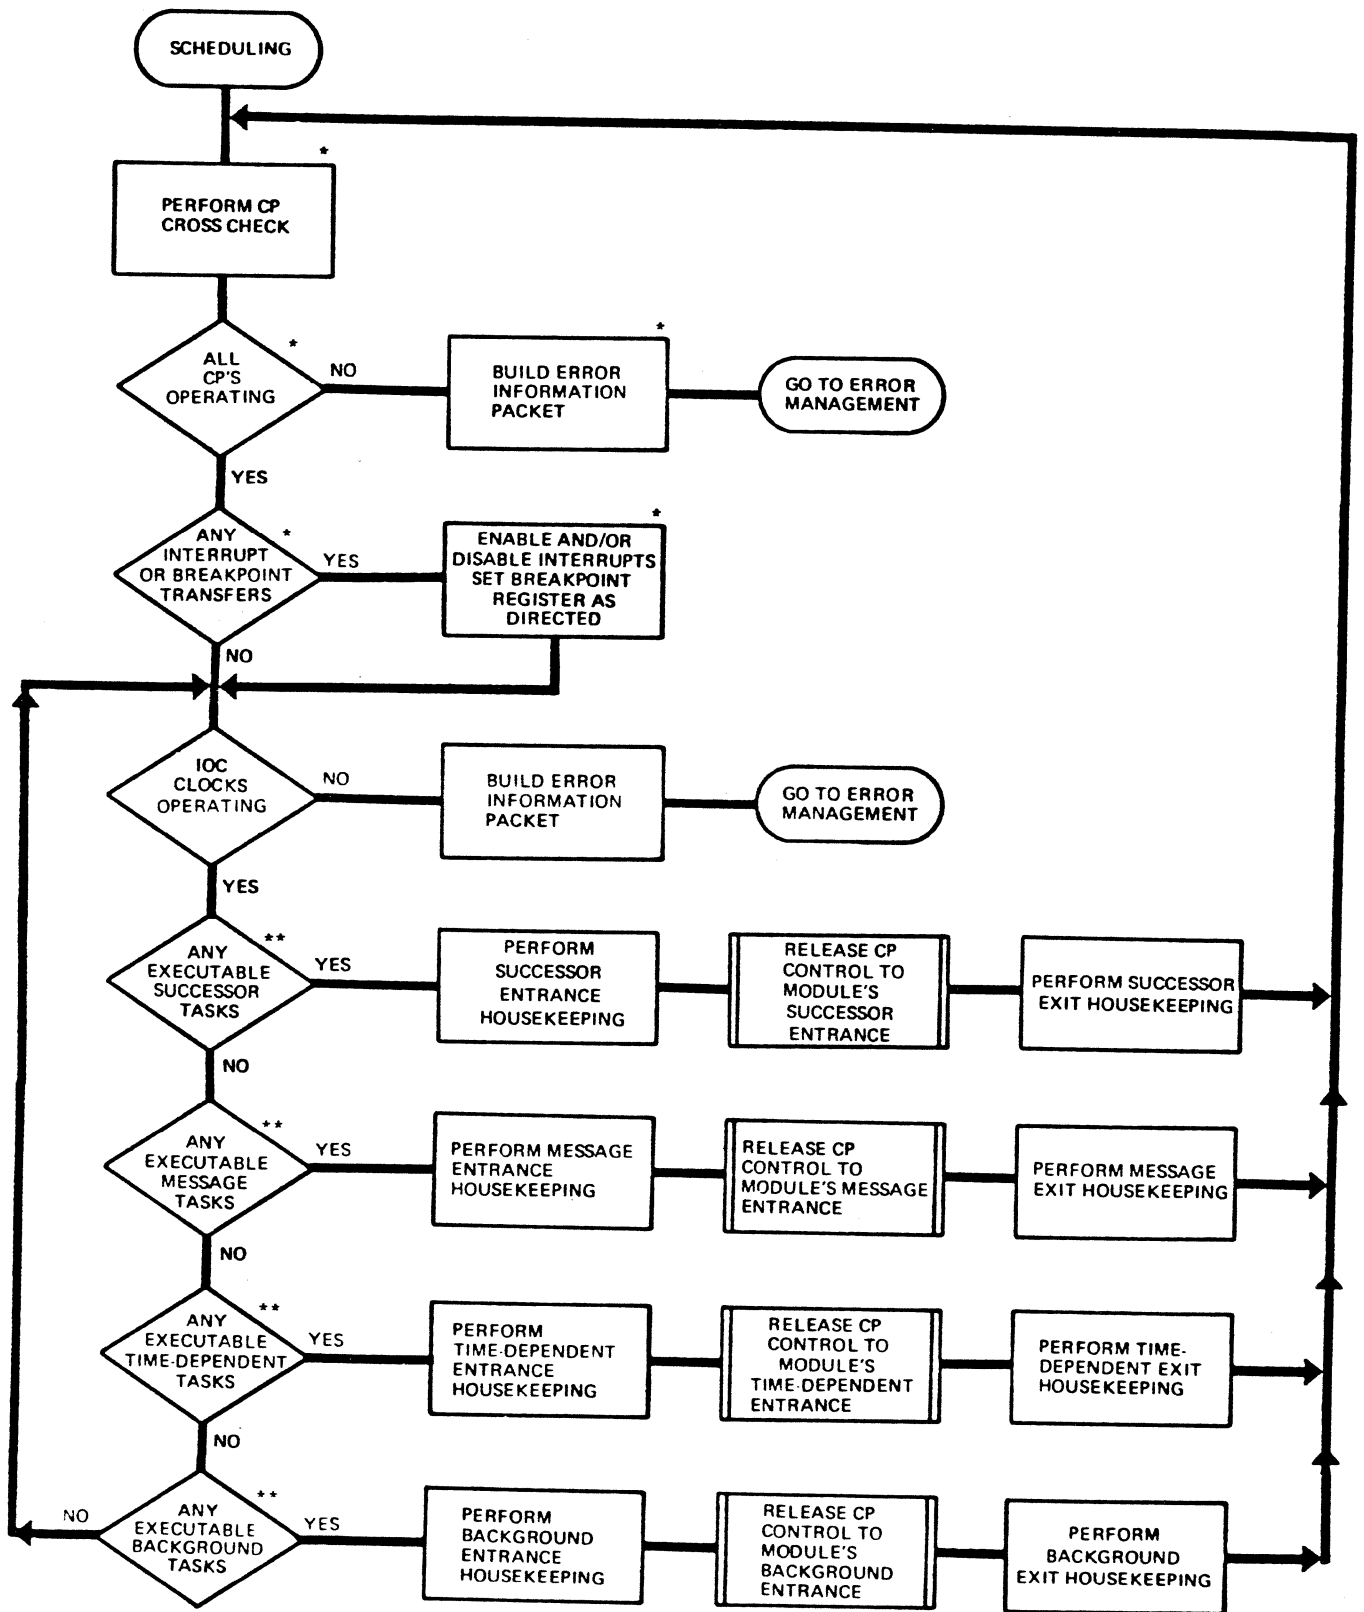 SCHEDULING
*
PERFORM CP
CROSS CHECK
*
ALL
CP'S
OPERATING
NO
*
BUILD ERROR
INFORMATION
PACKET
GO TO ERROR
MANAGEMENT
YES
*
ANY
INTERRUPT
OR BREAKPOINT
TRANSFERS
YES
*
ENABLE AND/OR
DISABLE INTERRUPTS
SET BREAKPOINT
REGISTER AS
DIRECTED
NO
IOC
CLOCKS
OPERATING
NO
BUILD ERROR
INFORMATION
PACKET
GO TO ERROR
MANAGEMENT
YES
**
ANY
EXECUTABLE
SUCCESSOR
TASKS
YES
PERFORM
SUCCESSOR
ENTRANCE
HOUSEKEEPING
RELEASE CP
CONTROL TO
MODULE'S
SUCCESSOR
ENTRANCE
PERFORM SUCCESSOR
EXIT HOUSEKEEPING
NO
**
ANY
EXECUTABLE
MESSAGE
TASKS
YES
PERFORM MESSAGE
ENTRANCE
HOUSEKEEPING
RELEASE CP
CONTROL TO
MODULE'S MESSAGE
ENTRANCE
PERFORM MESSAGE
EXIT HOUSEKEEPING
NO
**
ANY
EXECUTABLE
TIME-DEPENDENT
TASKS
YES
PERFORM
TIME-DEPENDENT
ENTRANCE
HOUSEKEEPING
RELEASE CP
CONTROL TO
MODULE'S
TIME-DEPENDENT
ENTRANCE
PERFORM TIME-
DEPENDENT EXIT
HOUSEKEEPING
NO
**
NO
ANY
EXECUTABLE
BACKGROUND
TASKS
YES
PERFORM
BACKGROUND
ENTRANCE
HOUSEKEEPING
RELEASE CP
CONTROL TO
MODULE'S
BACKGROUND
ENTRANCE
PERFORM
BACKGROUND
EXIT HOUSEKEEPING